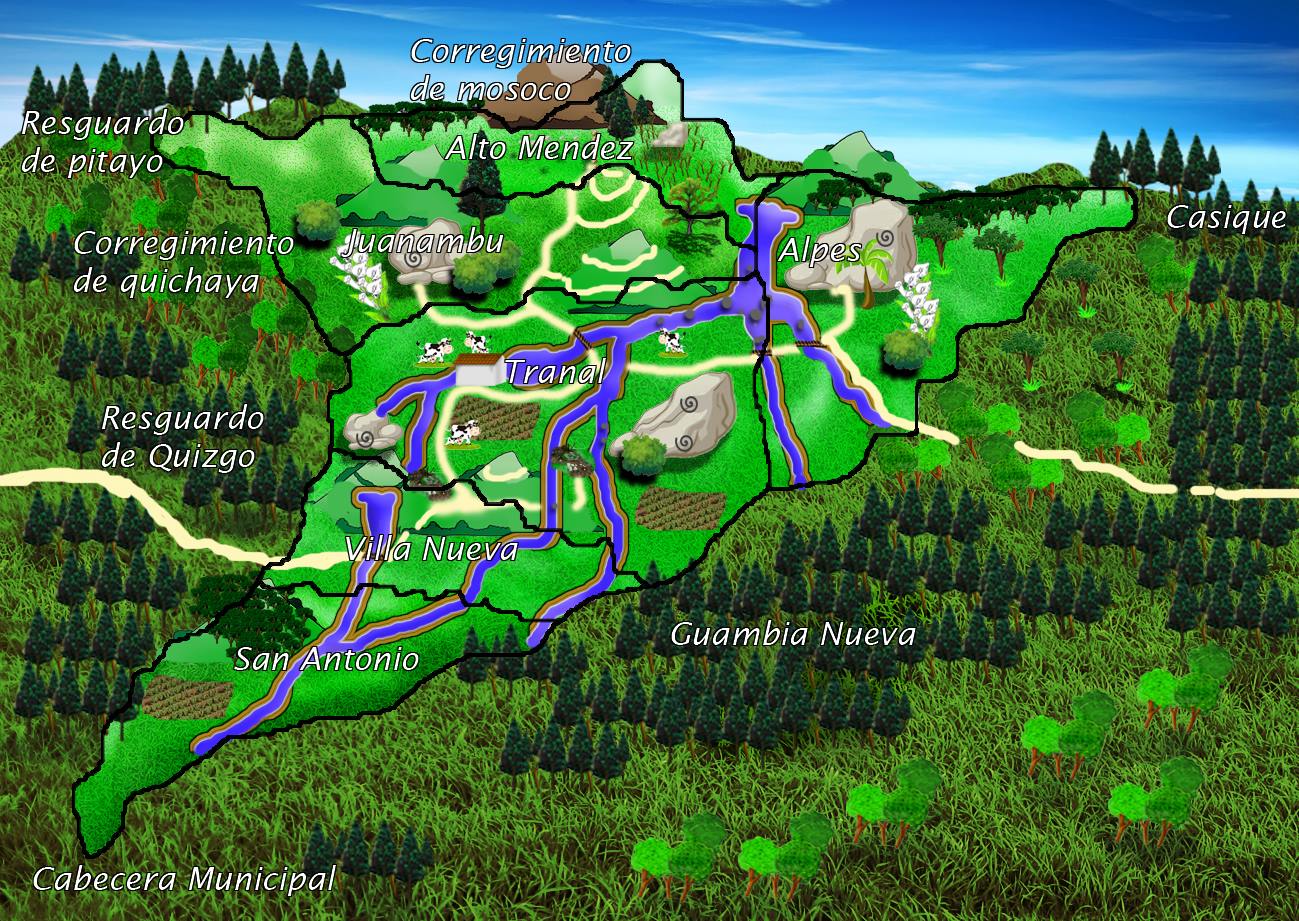 Corregimiento
de mosoco
Resguardo
de pitayo
Alto Mendez
Casique
Corregimiento
de quichaya
Juanambu
Alpes
Tranal
Resguardo
de Quizgo
Villa Nueva
Guambia Nueva
San Antonio
Cabecera Municipal